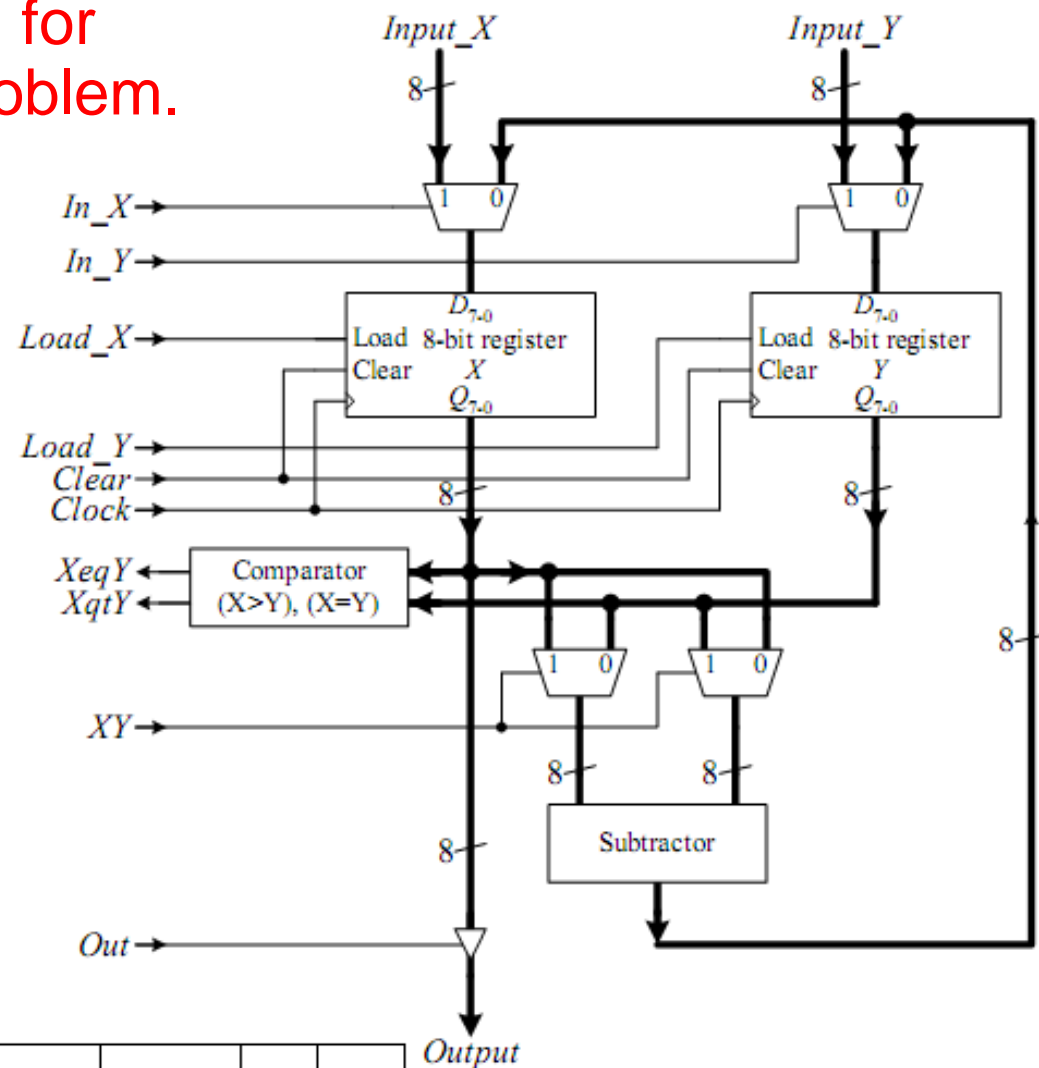 for
oblem.
Input_X
Input_Y
8
8
1 0
1 0
In_X
In_Y
D7-0
Load 8-bit register
Clear X
Q7-0
D7-0
Load 8-bit register
Clear Y
Q7-0
Load_X
Load_Y
Clear
Clock
8
8
XeqY
XqtY
Comparator
(X>Y), (X=Y)
8
1 0
1 0
XY
8
8
Subtractor
8
Out
Output